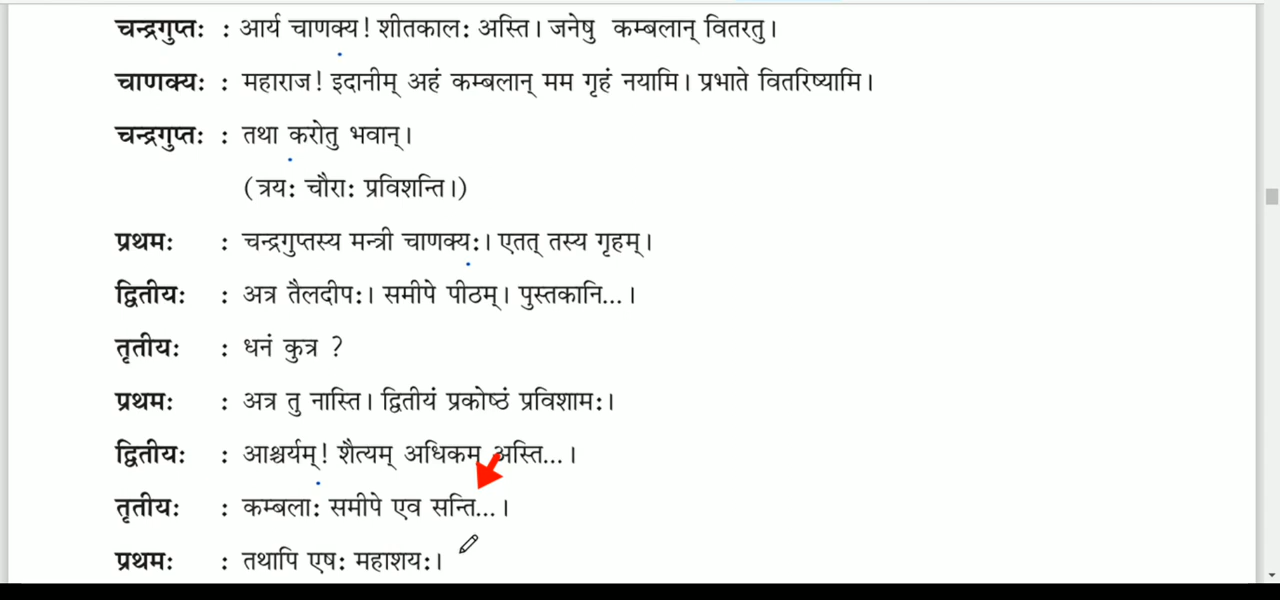 चन्द्रगुप्तः : आर्य चाणक्य! शीतकालः अस्ति। जनेषु कम्बलान् वितरतु।
चाणक्यः : महाराज! इदानीम् अहं कम्बलान् मम गृहं नयामि। प्रभाते वितरिष्यामि।
चन्द्रगुप्तः : तथा करोतु भवान्।
(त्रयः चौराः प्रविशन्ति।)
प्रथमः : चन्द्रगुप्तस्य मन्त्री चाणक्यः। एतत् तस्य गृहम्।
द्वितीयः : अत्र तैलदीपः। समीपे पीठम्। पुस्तकानि...।
तृतीयः : धनं कुत्र ?
प्रथमः : अत्र तु नास्ति। द्वितीयं प्रकोष्ठं प्रविशामः।
द्वितीयः : आश्चर्यम्! शैत्यम् अधिकम् अस्ति...।
तृतीयः : कम्बलाः समीपे एव सन्ति...।
प्रथमः : तथापि एषः महाशयः।